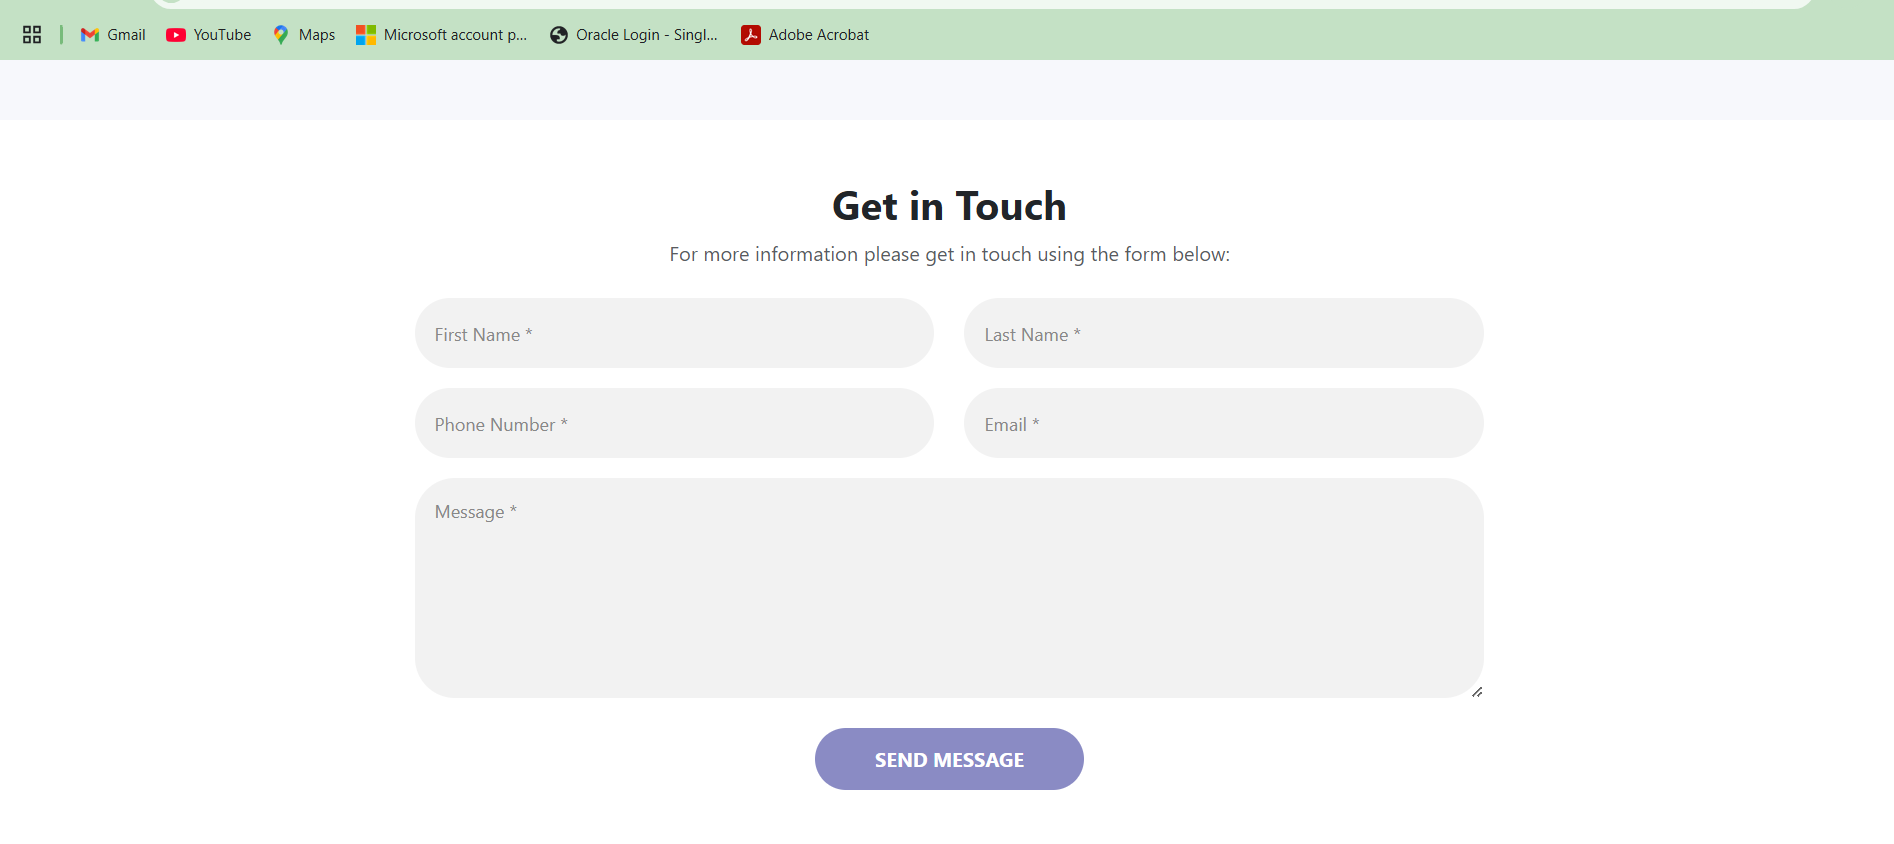 Gmail YouTube Maps Microsoft account p... Oracle Login - Singl... Adobe Acrobat
Get in Touch
For more information please get in touch using the form below:
First Name * Last Name *
Phone Number * Email *
Message *
SEND MESSAGE